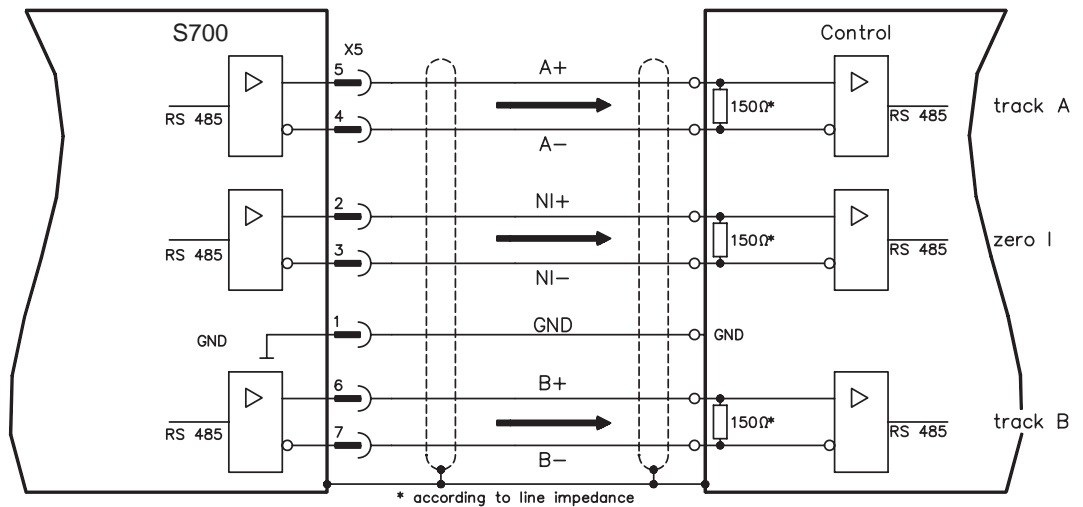 S700
Control
X5
5
A+
150Ω*
track A
RS 485
RS 485
4
A−
2
NI+
150Ω*
zero I
RS 485
RS 485
3
NI−
1
GND
GND
GND
6
B+
150Ω*
track B
RS 485
RS 485
7
B−
* according to line impedance